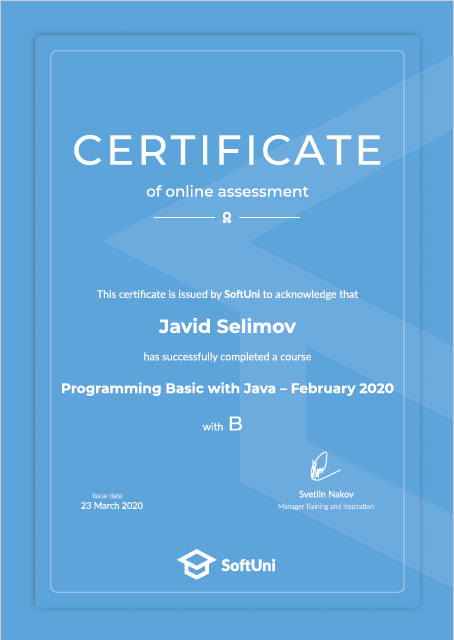 CERTIFICATE
of online assessment
This certificate is issued by SoftUni to acknowledge that
Javid Selimov
has successfully completed a course
Programming Basic with Java – February 2020
with B
Svetlin Nakov
Manager Training and Inspiration
Issue date
23 March 2020
SoftUni